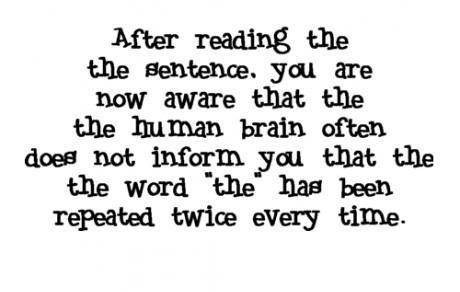 After reading the
the sentence. you are
now aware that the
the human brain often
does not inform you that the
the word "the" has been
repeated twice every time.